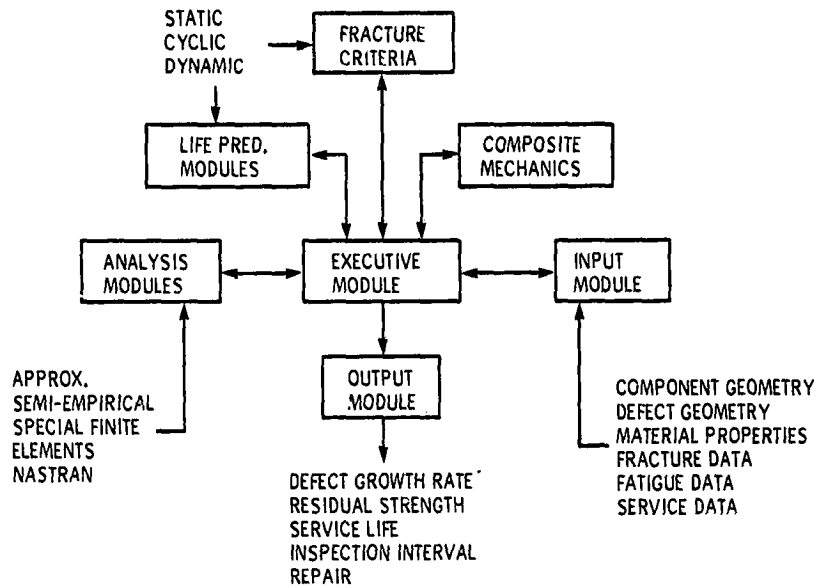 STATIC
CYCLIC
DYNAMIC
FRACTURE
CRITERIA
LIFE PRED.
MODULES
COMPOSITE
MECHANICS
ANALYSIS
MODULES
EXECUTIVE
MODULE
INPUT
MODULE
APPROX.
SEMI-EMPIRICAL
SPECIAL FINITE
ELEMENTS
NASTRAN
OUTPUT
MODULE
COMPONENT GEOMETRY
DEFECT GEOMETRY
MATERIAL PROPERTIES
FRACTURE DATA
FATIGUE DATA
SERVICE DATA
DEFECT GROWTH RATE
RESIDUAL STRENGTH
SERVICE LIFE
INSPECTION INTERVAL
REPAIR